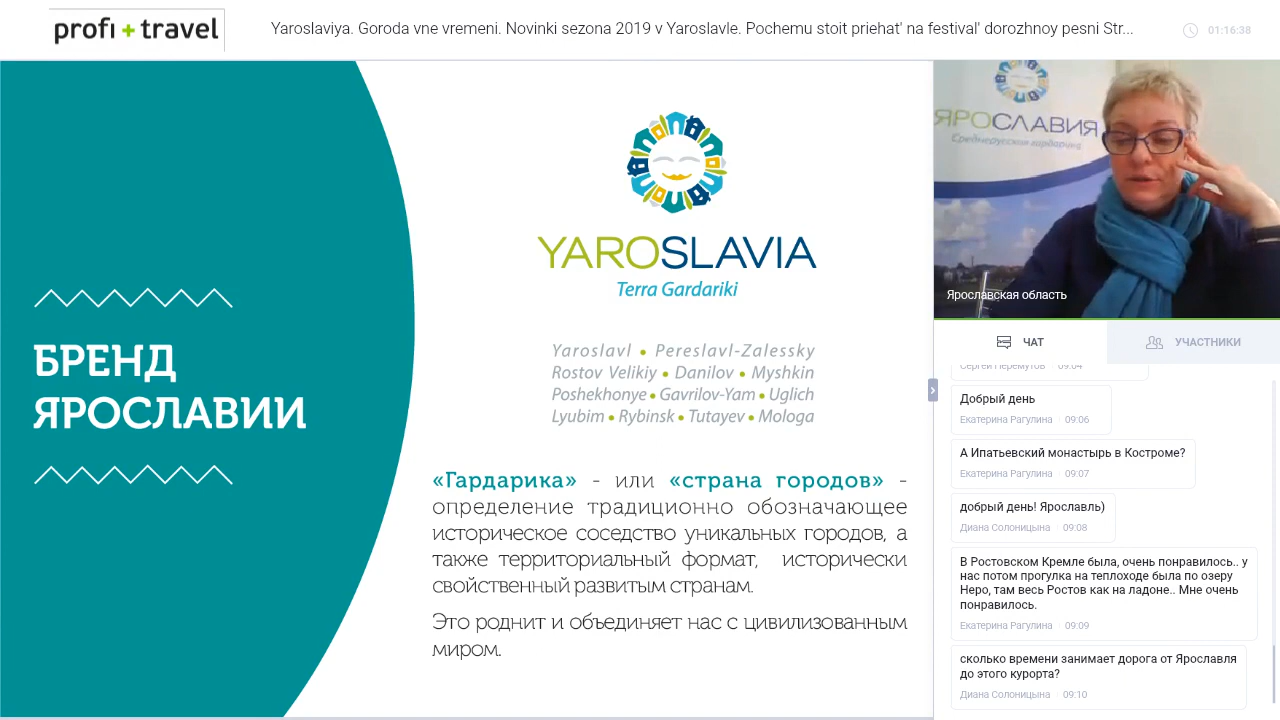 profi + travel
Yaroslaviya. Goroda vne vremeni. Novinki sezona 2019 v Yaroslavle. Pochemu stoit priehat' na festival' dorozhnoy pesni Str...
01:16:38
БРЕНД
ЯРОСЛАВИИ
YAROSLAVIA
Terra Gardariki
Yaroslavl • Pereslavl-Zalessky
Rostov Velikiy • Danilov • Myshkin
Poshekhonye • Gavrilov-Yam • Uglich
Lyubim • Rybinsk • Tutayev • Mologa
«Гардарика» - или «страна городов» -
определение традиционно обозначающее
историческое соседство уникальных городов, а
также территориальный формат, исторически
свойственный развитым странам.
Это роднит и объединяет нас с цивилизованным
миром.
ЯРОСЛАВИЯ
Среднерусская гардарика
Ярославская область
ЧАТ
УЧАСТНИКИ
Сергей Перемутов 09:04
Добрый день
Екатерина Рагулина 09:06
А Ипатьевский монастырь в Костроме?
Екатерина Рагулина 09:07
добрый день! Ярославль)
Диана Солоницына 09:08
В Ростовском Кремле была, очень понравилось.. у
нас потом прогулка на теплоходе была по озеру
Неро, там весь Ростов как на ладоне.. Мне очень
понравилось.
Екатерина Рагулина 09:09
сколько времени занимает дорога от Ярославля
до этого курорта?
Диана Солоницына 09:10